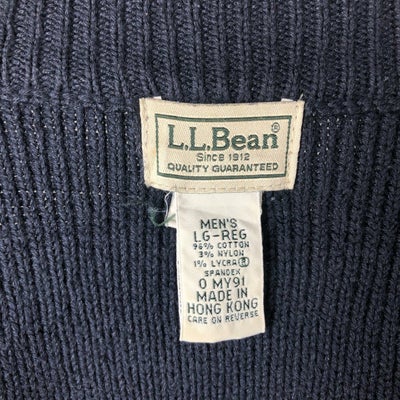 L.L.Bean®
Since 1912
QUALITY GUARANTEED
MEN'S
LG-REG
96% COTTON
3% NYLON
1% LYCRA®
SPANDEX
0 MY91
MADE IN
HONG KONG
CARE ON REVERSE